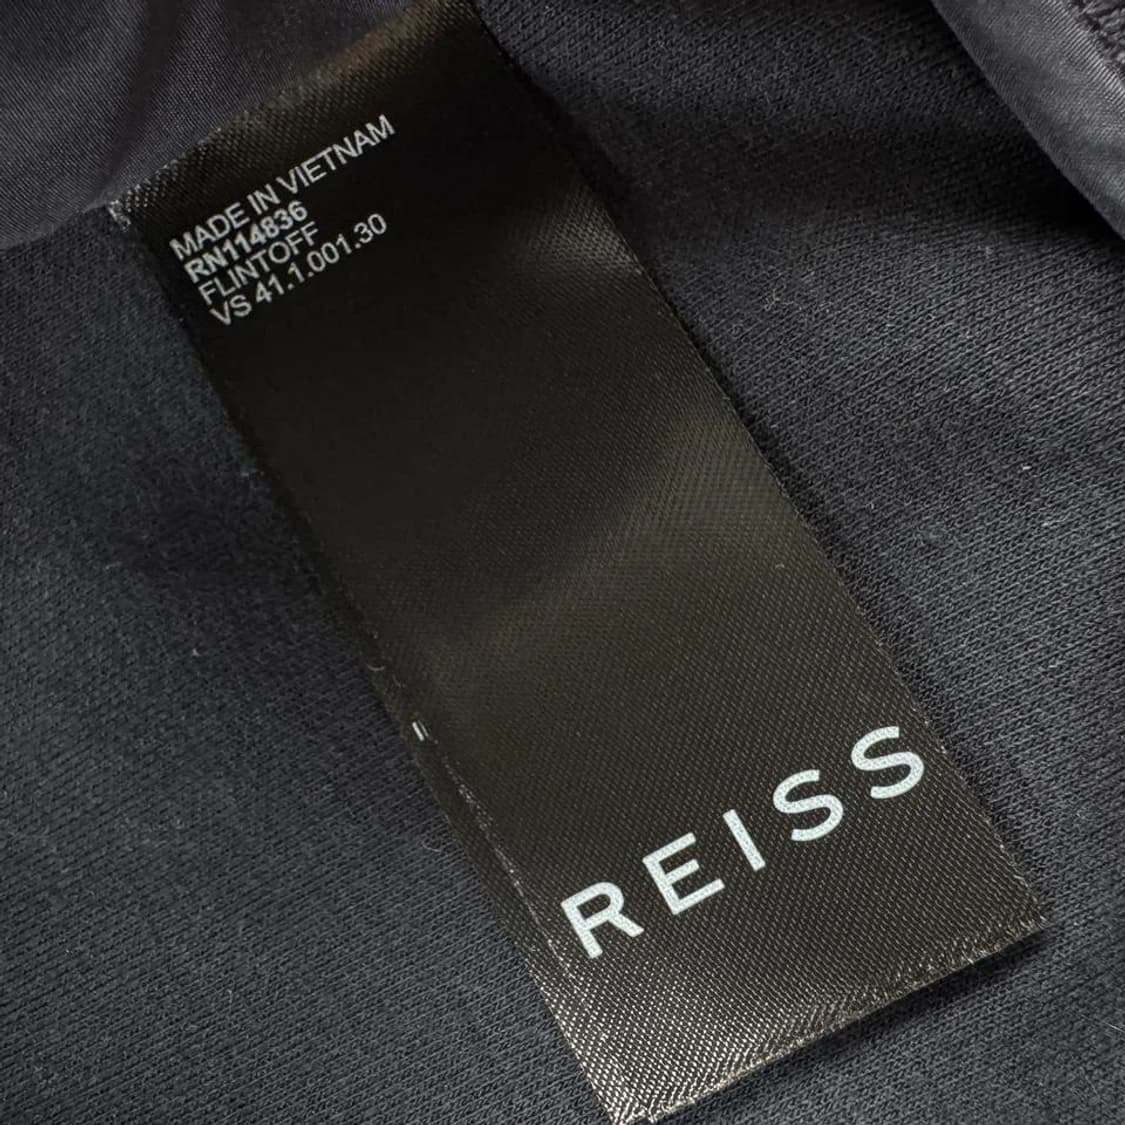 MADE IN VIETNAM
RN114836
FLINTOFF
VS 41.1.001.30
REISS